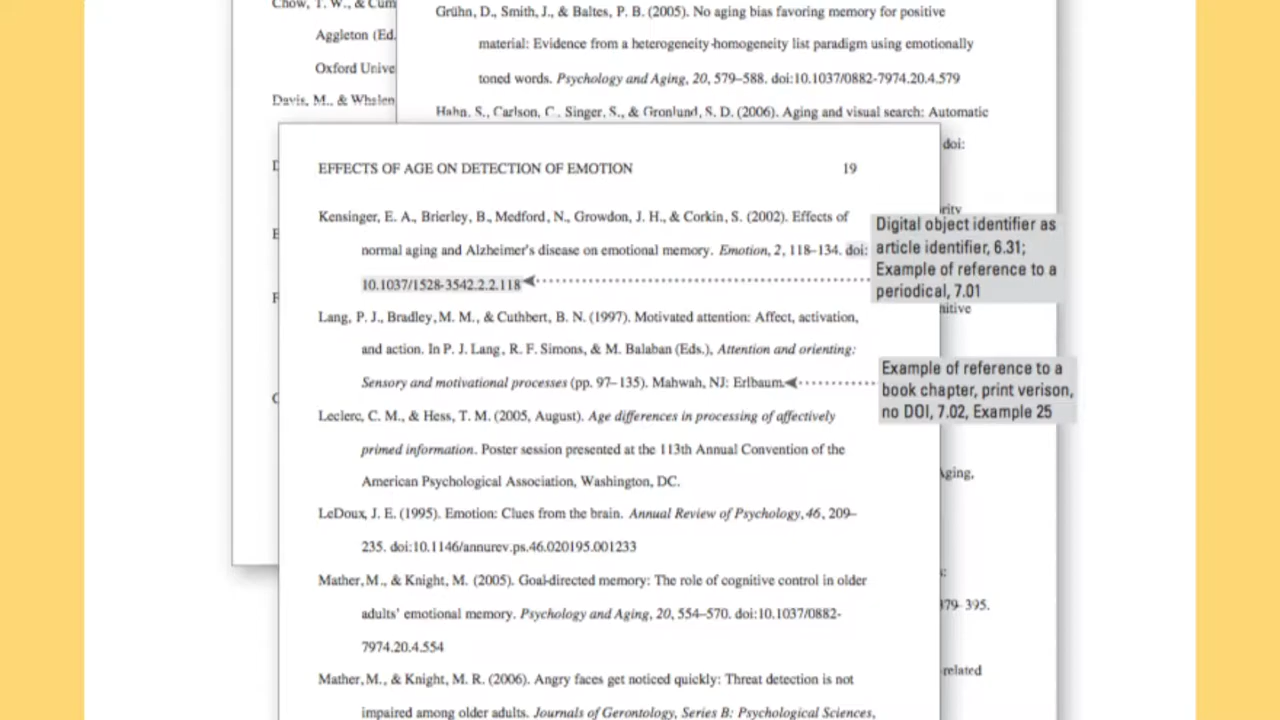 Chow, T. W., & Cum
Aggleton (Ed.
Oxford Unive
Davis, M., & Whalen
D
E
F
C
Grühn, D., Smith, J., & Baltes, P. B. (2005). No aging bias favoring memory for positive
material: Evidence from a heterogeneity-homogeneity list paradigm using emotionally
toned words. Psychology and Aging, 20, 579–588. doi:10.1037/0882-7974.20.4.579
Hahn, S., Carlson, C., Singer, S., & Gronlund, S. D. (2006). Aging and visual search: Automatic
doi:
rity
nitive
Aging,
:
379–395.
-related
EFFECTS OF AGE ON DETECTION OF EMOTION 19
Kensinger, E. A., Brierley, B., Medford, N., Growdon, J. H., & Corkin, S. (2002). Effects of
normal aging and Alzheimer's disease on emotional memory. Emotion, 2, 118–134. doi:
10.1037/1528-3542.2.2.118
Lang, P. J., Bradley, M. M., & Cuthbert, B. N. (1997). Motivated attention: Affect, activation,
and action. In P. J. Lang, R. F. Simons, & M. Balaban (Eds.), Attention and orienting:
Sensory and motivational processes (pp. 97–135). Mahwah, NJ: Erlbaum.
Leclerc, C. M., & Hess, T. M. (2005, August). Age differences in processing of affectively
primed information. Poster session presented at the 113th Annual Convention of the
American Psychological Association, Washington, DC.
LeDoux, J. E. (1995). Emotion: Clues from the brain. Annual Review of Psychology, 46, 209–
235. doi:10.1146/annurev.ps.46.020195.001233
Mather, M., & Knight, M. (2005). Goal-directed memory: The role of cognitive control in older
adults' emotional memory. Psychology and Aging, 20, 554–570. doi:10.1037/0882-
7974.20.4.554
Mather, M., & Knight, M. R. (2006). Angry faces get noticed quickly: Threat detection is not
impaired among older adults. Journals of Gerontology, Series B: Psychological Sciences,
Digital object identifier as
article identifier, 6.31;
Example of reference to a
periodical, 7.01
Example of reference to a
book chapter, print verison,
no DOI, 7.02, Example 25